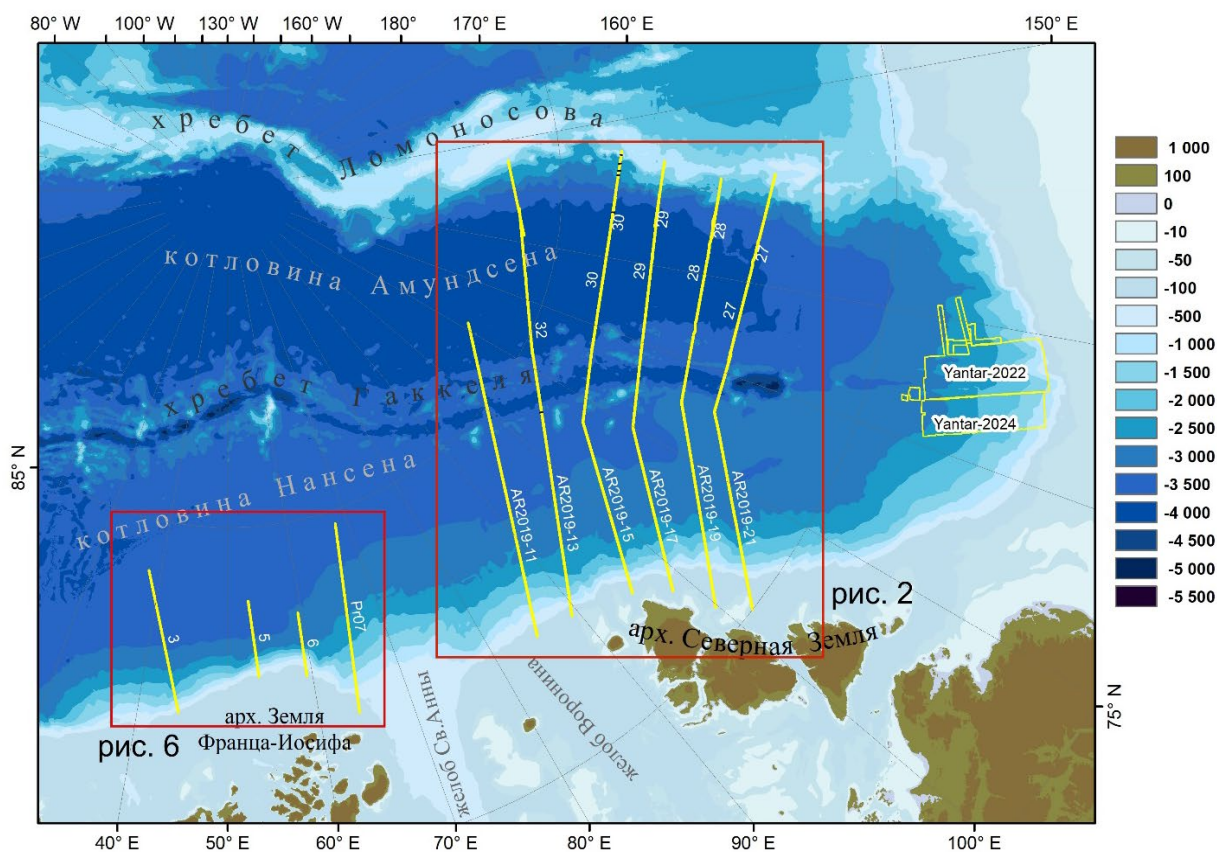 80° W 100° W 130° W 160° W 180° 170° E 160° E 150° E
хребет Ломоносова
котловина Амундсена
хребет Гаккеля
котловина Нансена
85° N
75° N
30
29
28
27
30
29
28
27
32
AR2019-11
AR2019-13
AR2019-15
AR2019-17
AR2019-19
AR2019-21
Yantar-2022
Yantar-2024
3
5
6
Pr07
рис. 2
рис. 6
арх. Северная Земля
арх. Земля
Франца-Иосифа
желоб Св.Анны
желоб Воронина
40° E 50° E 60° E 70° E 80° E 90° E 100° E
1 000
100
0
-10
-50
-100
-500
-1 000
-1 500
-2 000
-2 500
-3 000
-3 500
-4 000
-4 500
-5 000
-5 500